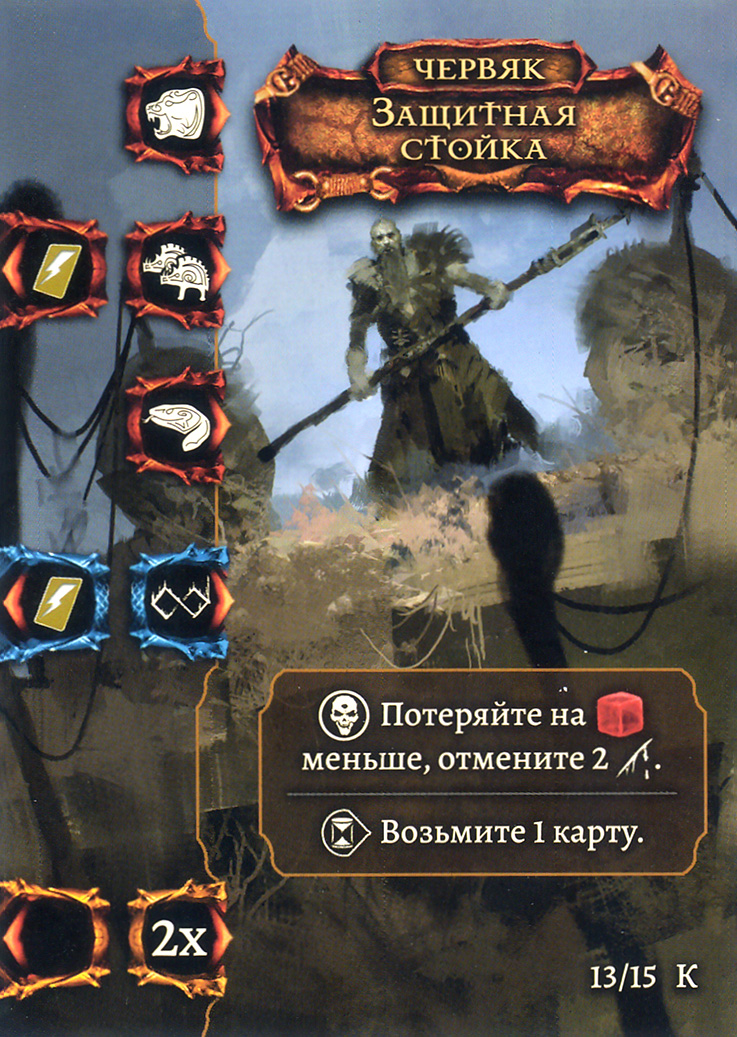 ЧЕРВЯК
Защитная
стойка
Потеряйте на
меньше, отмените 2 .
Возьмите 1 карту.
2x
13/15 К